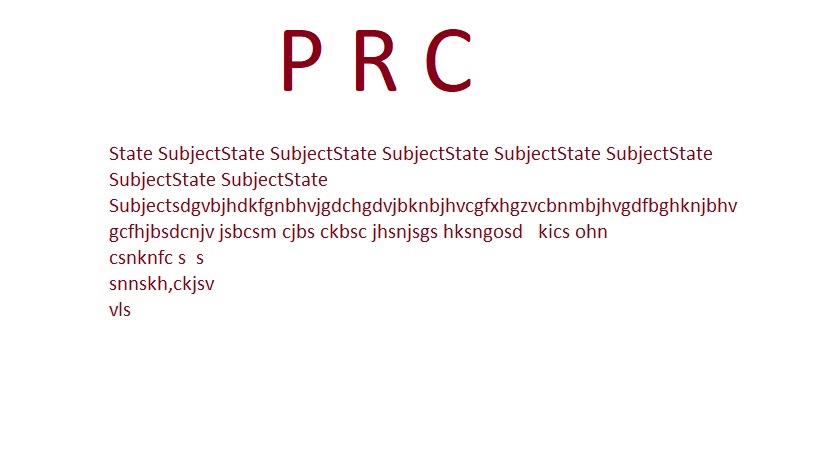 P R C
State SubjectState SubjectState SubjectState SubjectState SubjectState
SubjectState SubjectState
Subjectsdgvbjhdkfgnbhvjgdchgdvjbknbjhvcgfxhgzvcbnmbjhvgdfbghknjbhv
gcfhjbsdcnjv jsbcsm cjbs ckbsc jhsnjsgs hksngosd   kics ohn
csnknfc s  s
snnskh,ckjsv
vls